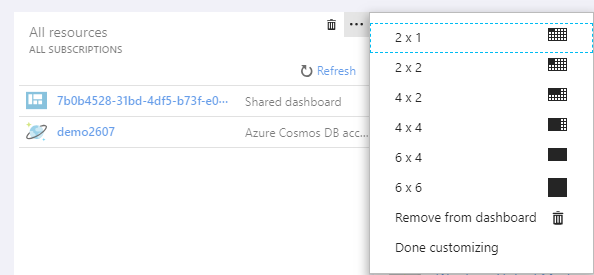 All resources
ALL SUBSCRIPTIONS
Refresh
7b0b4528-31bd-4df5-b73f-e0··· Shared dashboard
demo2607 Azure Cosmos DB acc...
2 x 1
2 x 2
4 x 2
4 x 4
6 x 4
6 x 6
Remove from dashboard
Done customizing